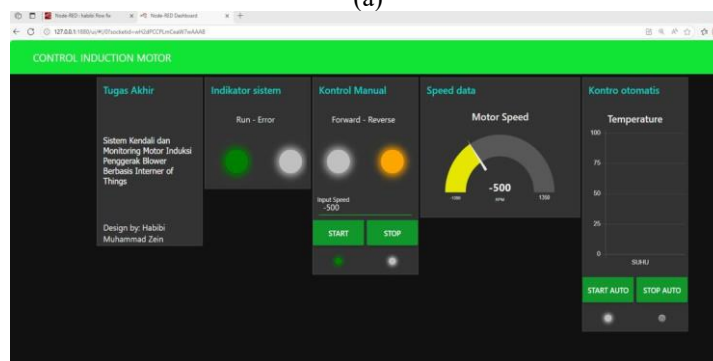 (a)
Node-RED : habibi flow fix
Node-RED Dashboard
CONTROL INDUCTION MOTOR
Tugas Akhir
Sistem Kendali dan
Monitoring Motor Induksi
Penggerak Blower
Berbasis Interner of
Things
Design by: Habibi
Muhammad Zein
Indikator sistem
Run - Error
Kontrol Manual
Forward - Reverse
Input Speed
-500
START
STOP
Speed data
Motor Speed
-500
RPM
1360
Kontro otomatis
Temperature
100
75
50
25
0
SUHU
START AUTO
STOP AUTO